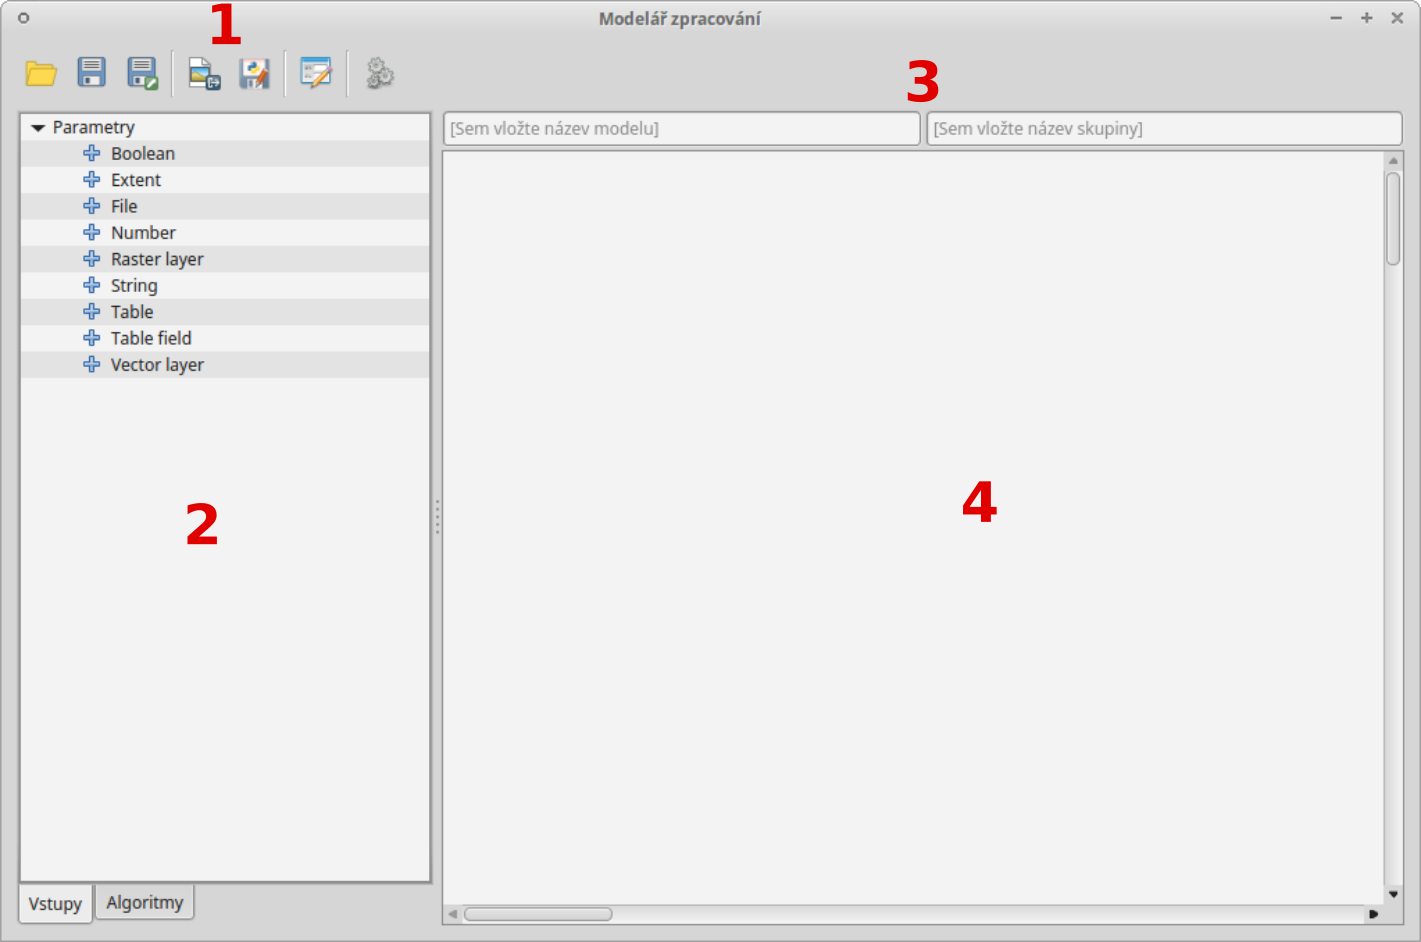 Modelář zpracování
1
3
Parametry
Boolean
Extent
File
Number
Raster layer
String
Table
Table field
Vector layer
2
Vstupy
Algoritmy
[Sem vložte název modelu]
[Sem vložte název skupiny]
4